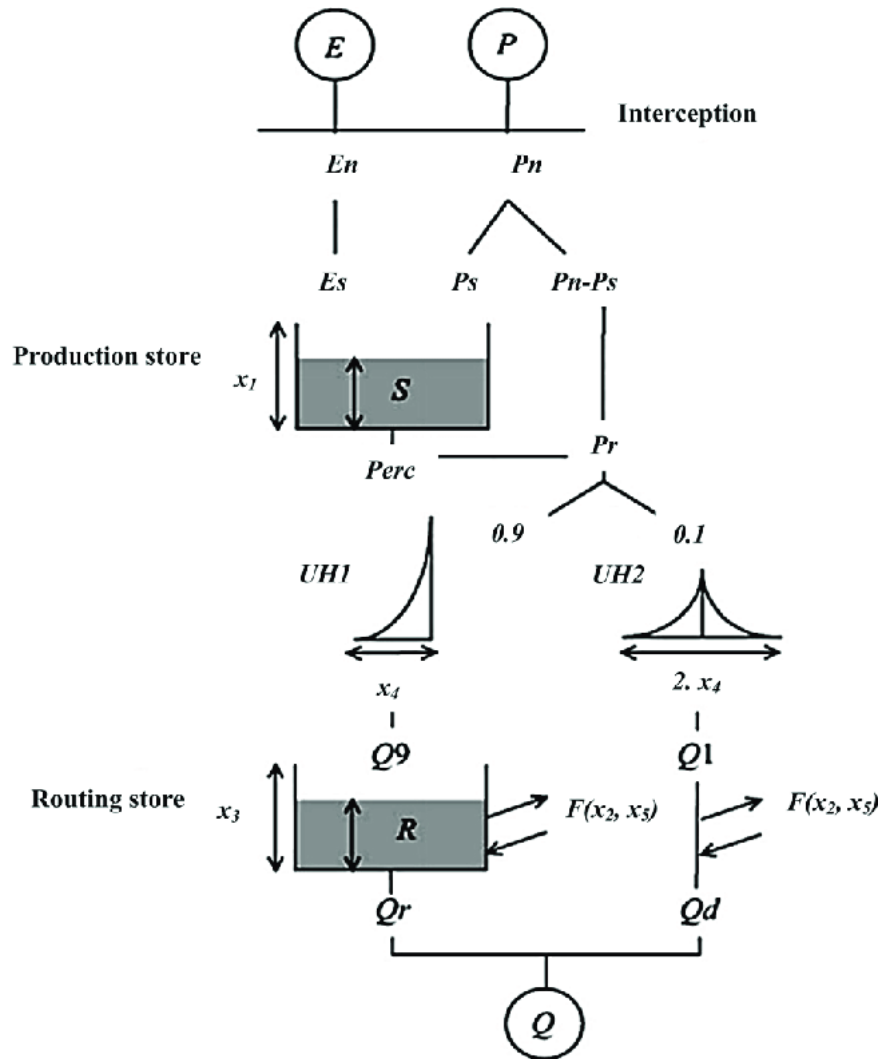 E P
Interception
En Pn
Es Ps Pn-Ps
Production store
x1 S
Perc Pr
0.9 0.1
UH1 UH2
x4 2. x4
Q9 Q1
Routing store x3 R F(x2, x5) F(x2, x5)
Qr Qd
Q